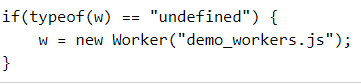 if(typeof(w) == "undefined") {
    w = new Worker("demo_workers.js");
}